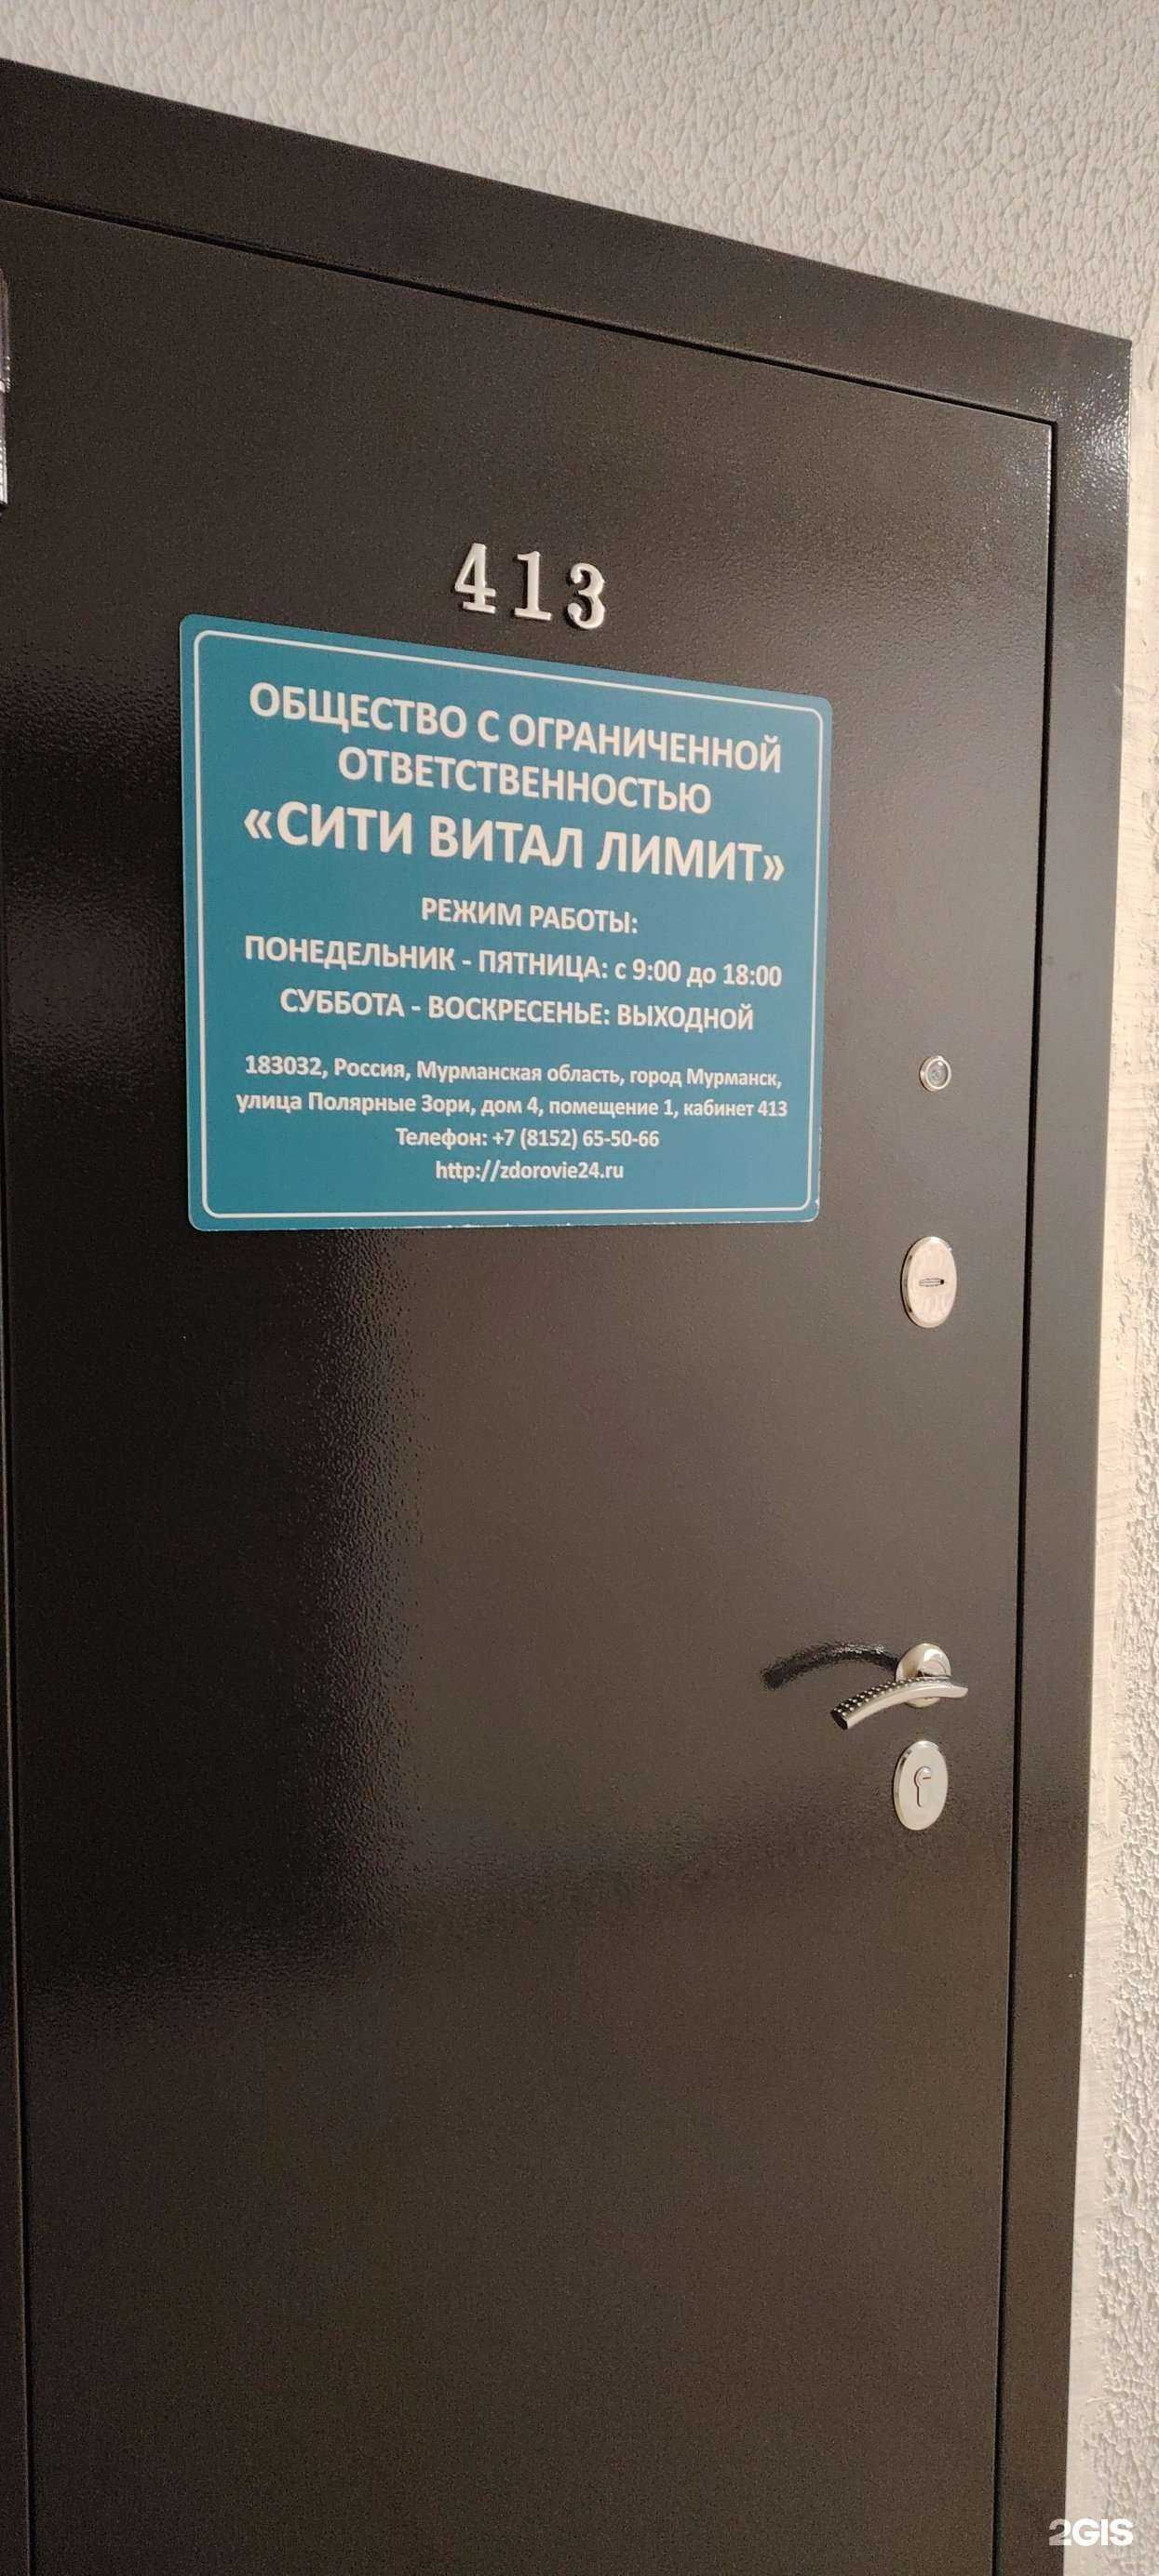 413
ОБЩЕСТВО С ОГРАНИЧЕННОЙ
ОТВЕТСТВЕННОСТЬЮ
«СИТИ ВИТАЛ ЛИМИТ»
РЕЖИМ РАБОТЫ:
ПОНЕДЕЛЬНИК - ПЯТНИЦА: с 9:00 до 18:00
СУББОТА - ВОСКРЕСЕНЬЕ: ВЫХОДНОЙ
183032, Россия, Мурманская область, город Мурманск,
улица Полярные Зори, дом 4, помещение 1, кабинет 413
Телефон: +7 (8152) 65-50-66
http://zdorovie24.ru
2GIS